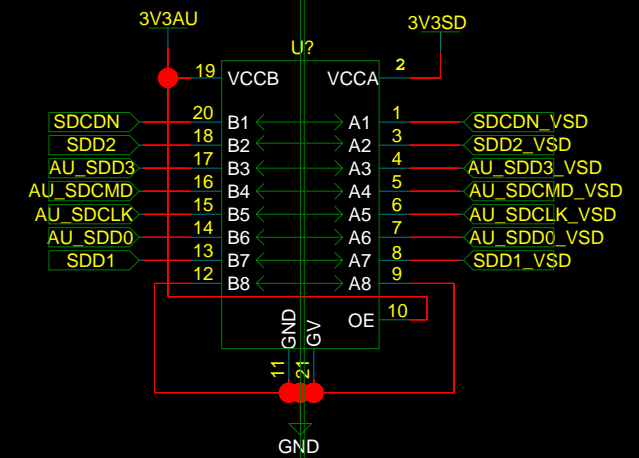 3V3AU
3V3SD
U?
19 VCCB VCCA 2
SDCDN 20 B1 A1 1 SDCDN_VSD
SDD2 18 B2 A2 3 SDD2_VSD
AU_SDD3 17 B3 A3 4 AU_SDD3_VSD
AU_SDCMD 16 B4 A4 5 AU_SDCMD_VSD
AU_SDCLK 15 B5 A5 6 AU_SDCLK_VSD
AU_SDD0 14 B6 A6 7 AU_SDD0_VSD
SDD1 13 B7 A7 8 SDD1_VSD
12 B8 A8 9
OE 10
GND GV
11 21
GND